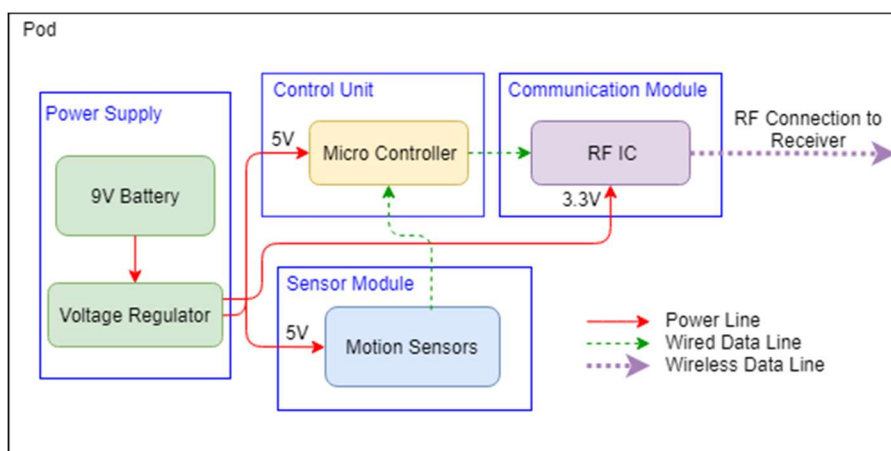 Pod
Power Supply
9V Battery
Voltage Regulator
Control Unit
5V
Micro Controller
Communication Module
RF IC
3.3V
RF Connection to
Receiver
Sensor Module
5V
Motion Sensors
Power Line
Wired Data Line
Wireless Data Line